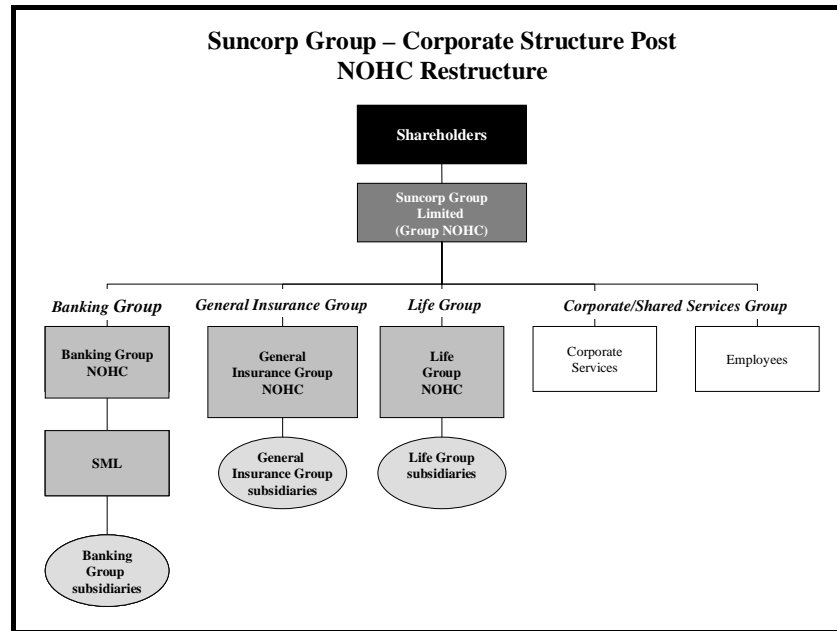 Suncorp Group – Corporate Structure Post
NOHC Restructure
Shareholders
Suncorp Group
Limited
(Group NOHC)
Banking Group
General Insurance Group
Life Group
Corporate/Shared Services Group
Banking Group
NOHC
General
Insurance Group
NOHC
Life
Group
NOHC
Corporate
Services
Employees
SML
General
Insurance Group
subsidiaries
Life Group
subsidiaries
Banking
Group
subsidiaries